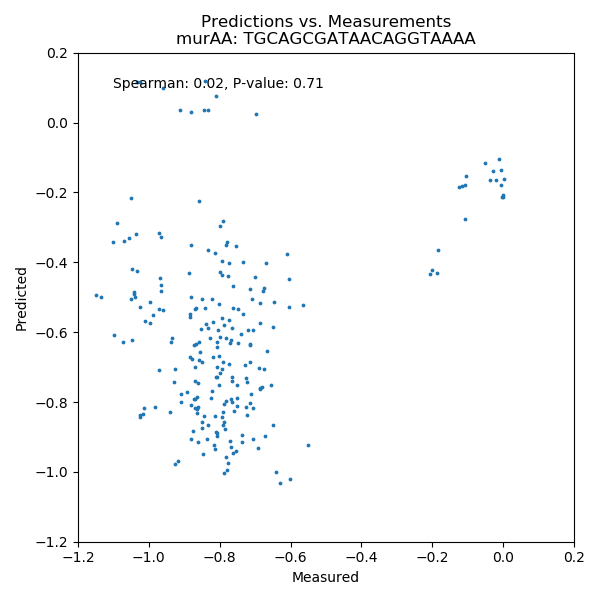 Predictions vs. Measurements
murAA: TGCAGCGATAACAGGTAAAA
Spearman: 0.02, P-value: 0.71
0.2
0.0
−0.2
−0.4
−0.6
−0.8
−1.0
−1.2
Predicted
−1.2 −1.0 −0.8 −0.6 −0.4 −0.2 0.0 0.2
Measured